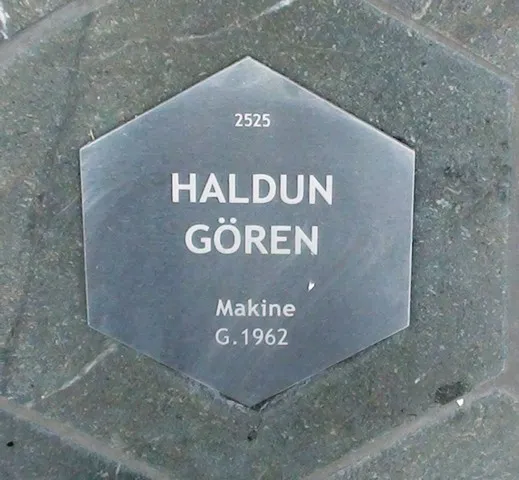 2525
HALDUN
GÖREN
Makine
G.1962